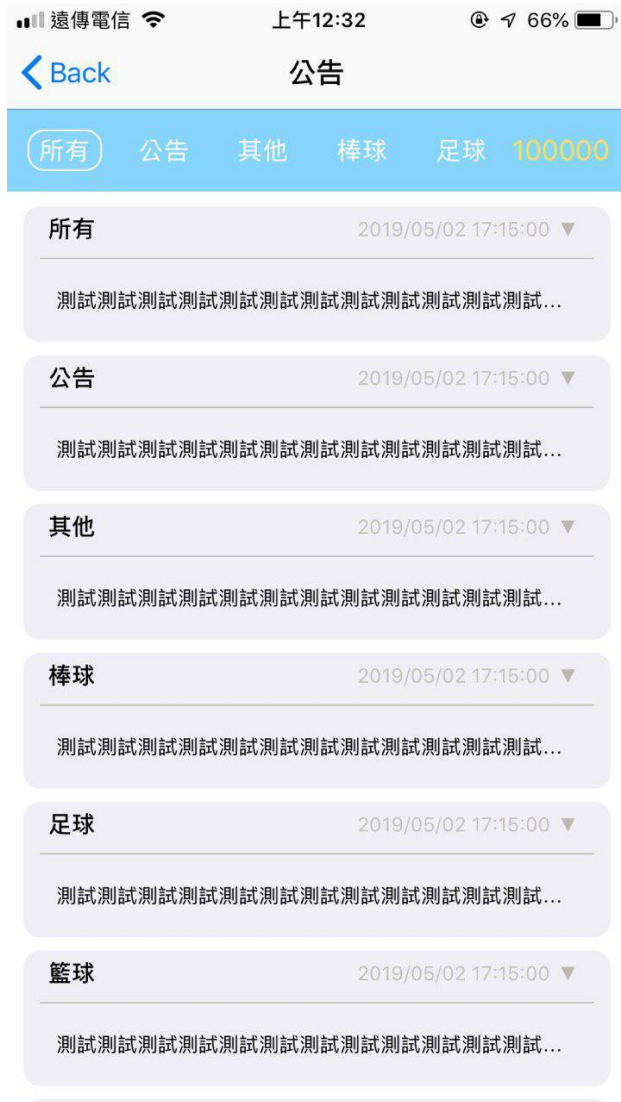 遠傳電信 上午12:32 66%
Back 公告
所有 公告 其他 棒球 足球 100000
所有 2019/05/02 17:15:00 ▼
測試測試測試測試測試測試測試測試測試測試測試測試...
公告 2019/05/02 17:15:00 ▼
測試測試測試測試測試測試測試測試測試測試測試測試...
其他 2019/05/02 17:15:00 ▼
測試測試測試測試測試測試測試測試測試測試測試測試...
棒球 2019/05/02 17:15:00 ▼
測試測試測試測試測試測試測試測試測試測試測試測試...
足球 2019/05/02 17:15:00 ▼
測試測試測試測試測試測試測試測試測試測試測試測試...
籃球 2019/05/02 17:15:00 ▼
測試測試測試測試測試測試測試測試測試測試測試測試...